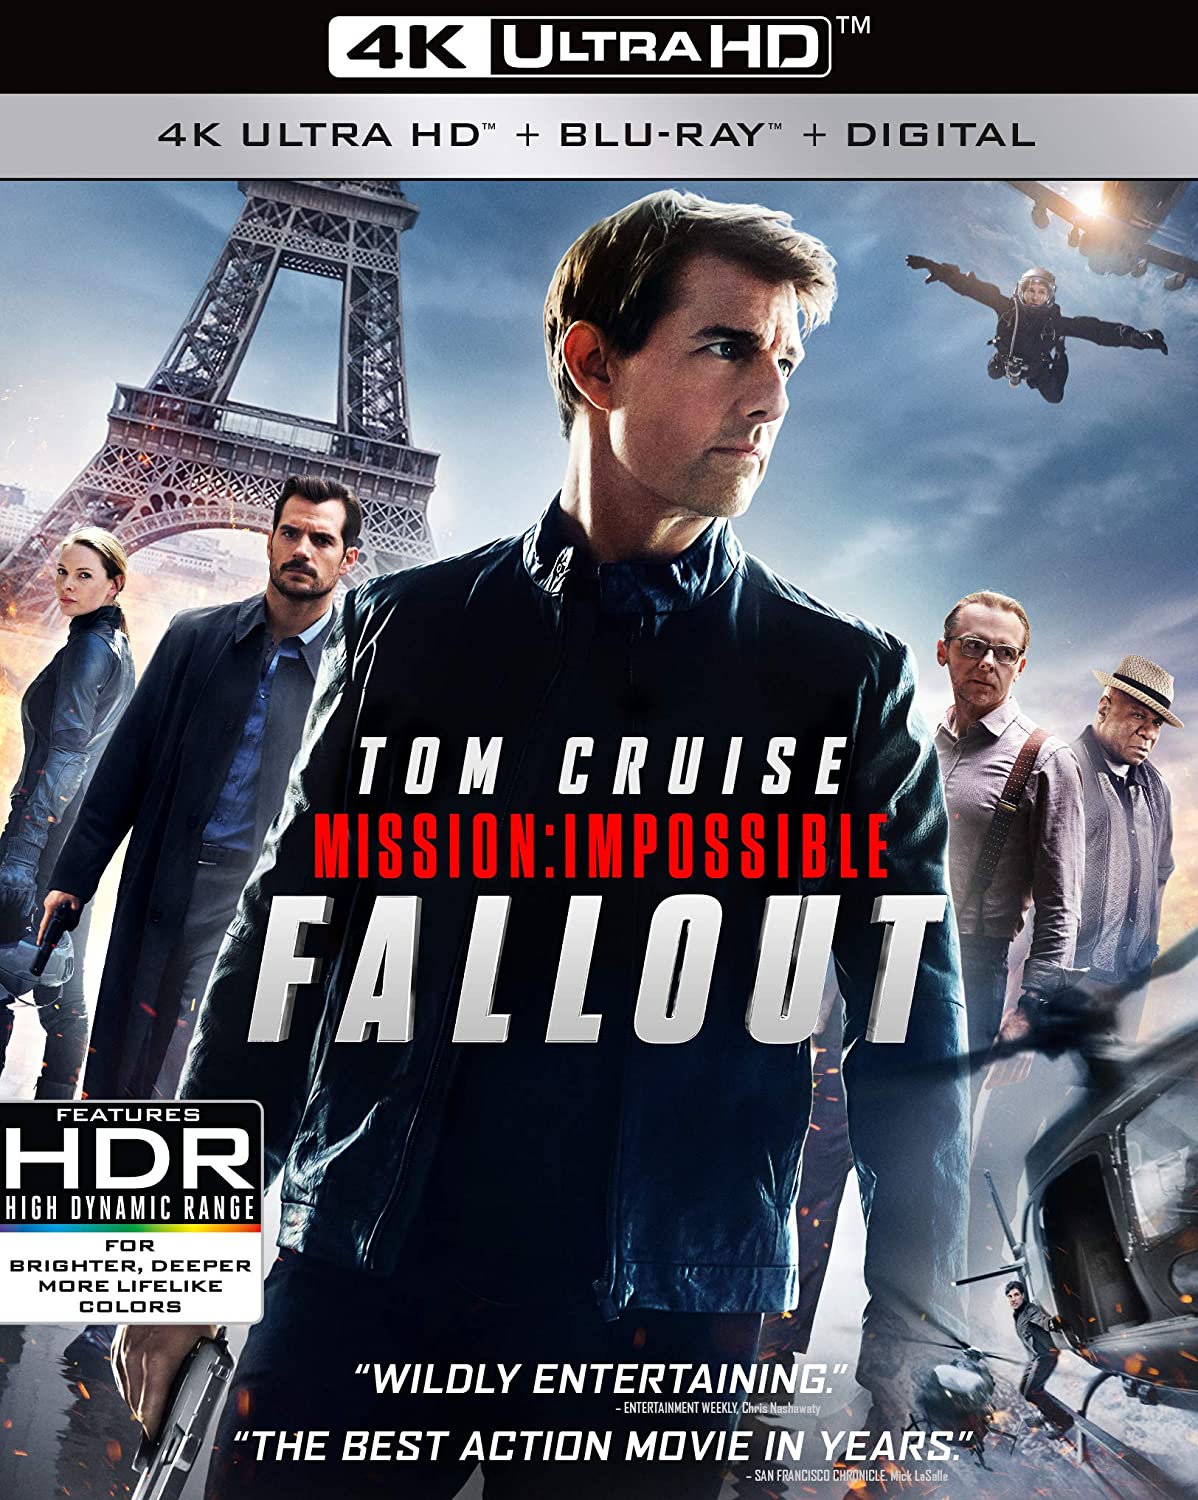 4K ULTRA HD™
4K ULTRA HD™ + BLU-RAY™ + DIGITAL
TOM CRUISE
MISSION:IMPOSSIBLE
FALLOUT
FEATURES
HDR
HIGH DYNAMIC RANGE
FOR
BRIGHTER, DEEPER
MORE LIFELIKE
COLORS
“WILDLY ENTERTAINING.”
– ENTERTAINMENT WEEKLY, Chris Nashawaty
“THE BEST ACTION MOVIE IN YEARS.”
– SAN FRANCISCO CHRONICLE, Mick LaSalle